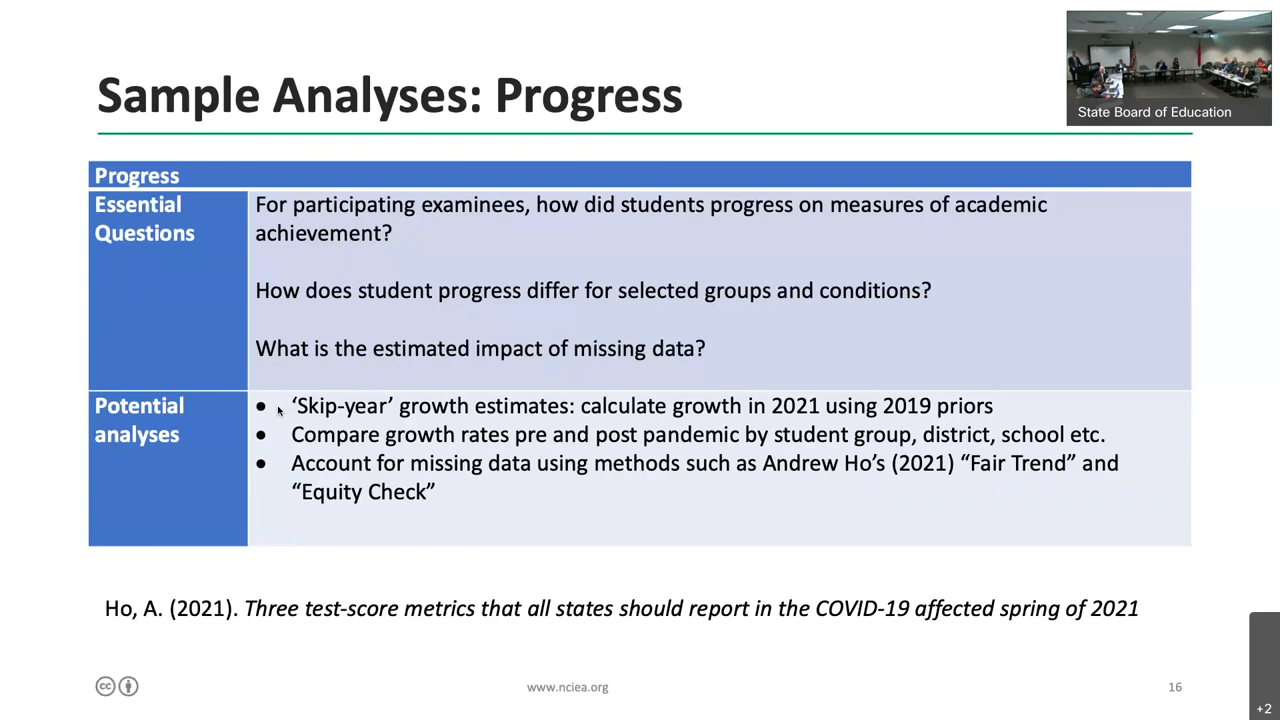 Sample Analyses: Progress
State Board of Education
Progress
Essential
Questions
For participating examinees, how did students progress on measures of academic
achievement?
How does student progress differ for selected groups and conditions?
What is the estimated impact of missing data?
Potential
analyses
• ‘Skip-year’ growth estimates: calculate growth in 2021 using 2019 priors
• Compare growth rates pre and post pandemic by student group, district, school etc.
• Account for missing data using methods such as Andrew Ho’s (2021) “Fair Trend” and
“Equity Check”
Ho, A. (2021). Three test-score metrics that all states should report in the COVID-19 affected spring of 2021
cc
www.nciea.org
16
+2